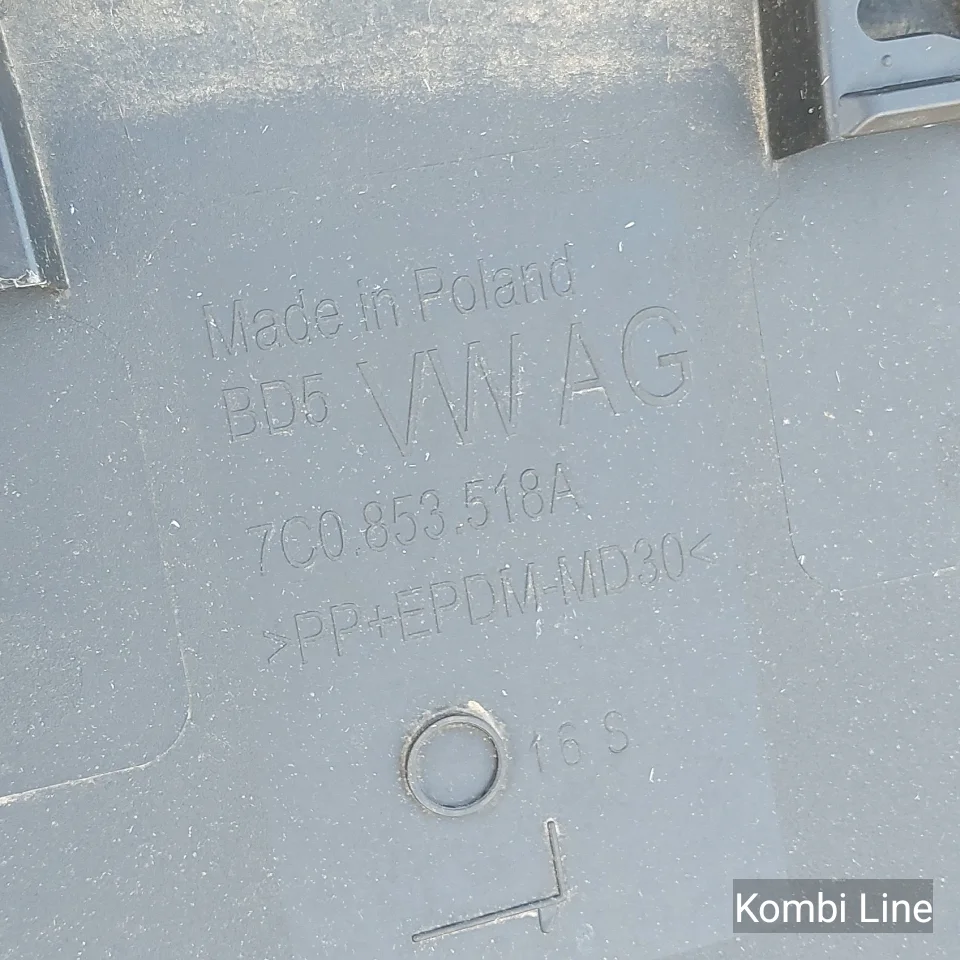 Made in Poland
BD5 VW AG
7C0.853.518A
>PP+EPDM-MD30<
16 S
Kombi Line